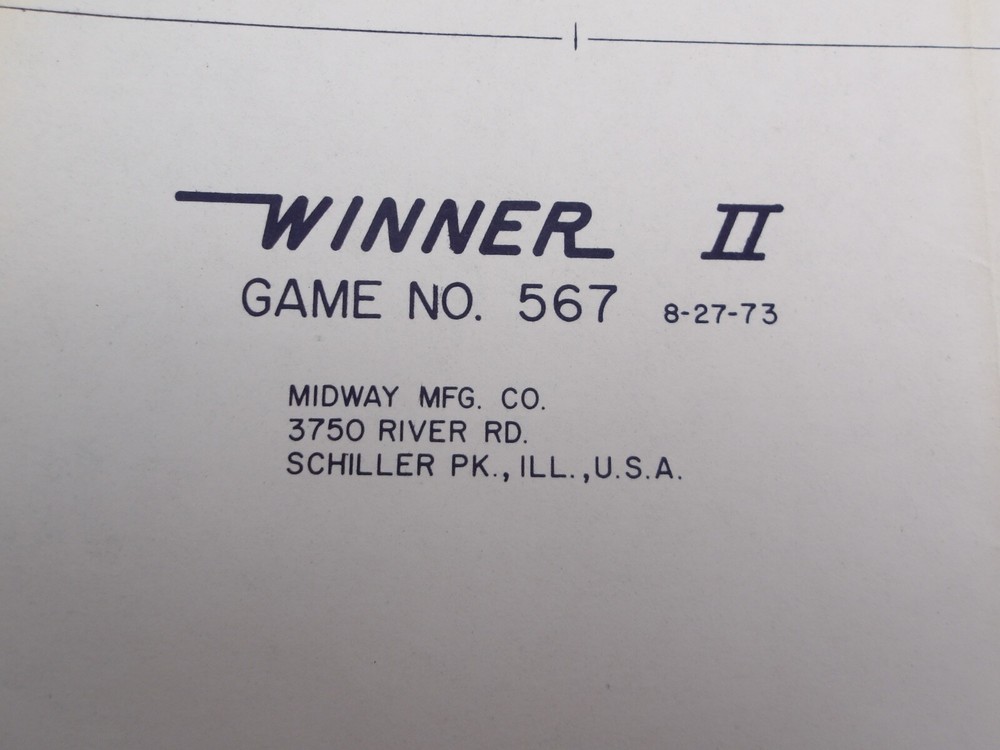 WINNER II
GAME NO. 567 8-27-73
MIDWAY MFG. CO.
3750 RIVER RD.
SCHILLER PK., ILL., U.S.A.